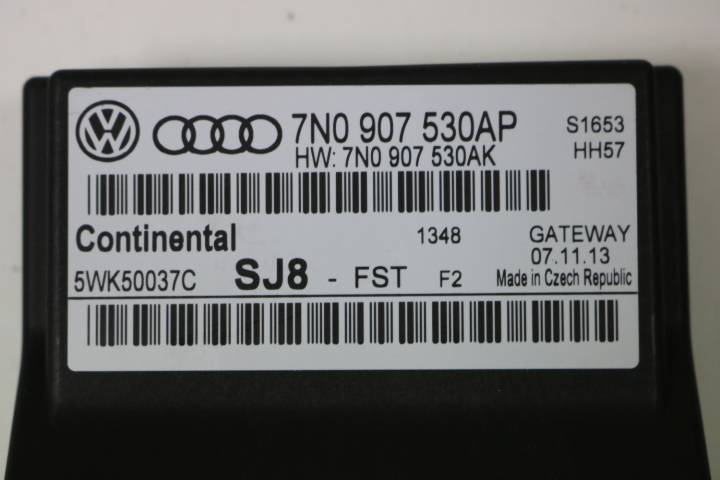 7N0 907 530AP S1653
HW: 7N0 907 530AK HH57
Continental 1348 GATEWAY
07.11.13
5WK50037C SJ8 - FST F2 Made in Czech Republic